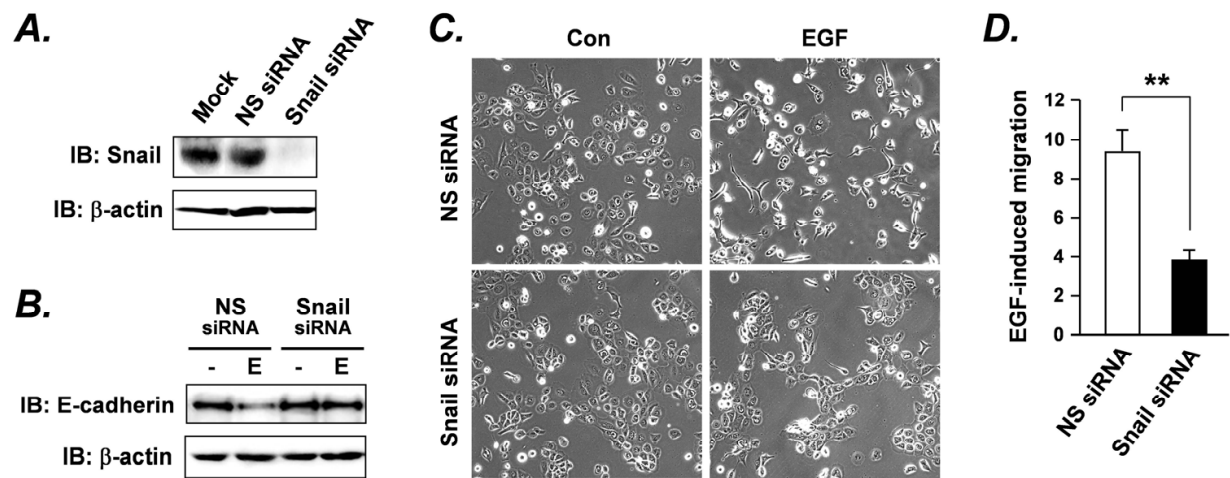 A.
Mock
NS siRNA
Snail siRNA
IB: Snail
IB: β-actin
B.
NS
siRNA
Snail
siRNA
- E - E
IB: E-cadherin
IB: β-actin
C.
Con
EGF
NS siRNA
Snail siRNA
D.
**
EGF-induced migration
12
10
8
6
4
2
0
NS siRNA
Snail siRNA